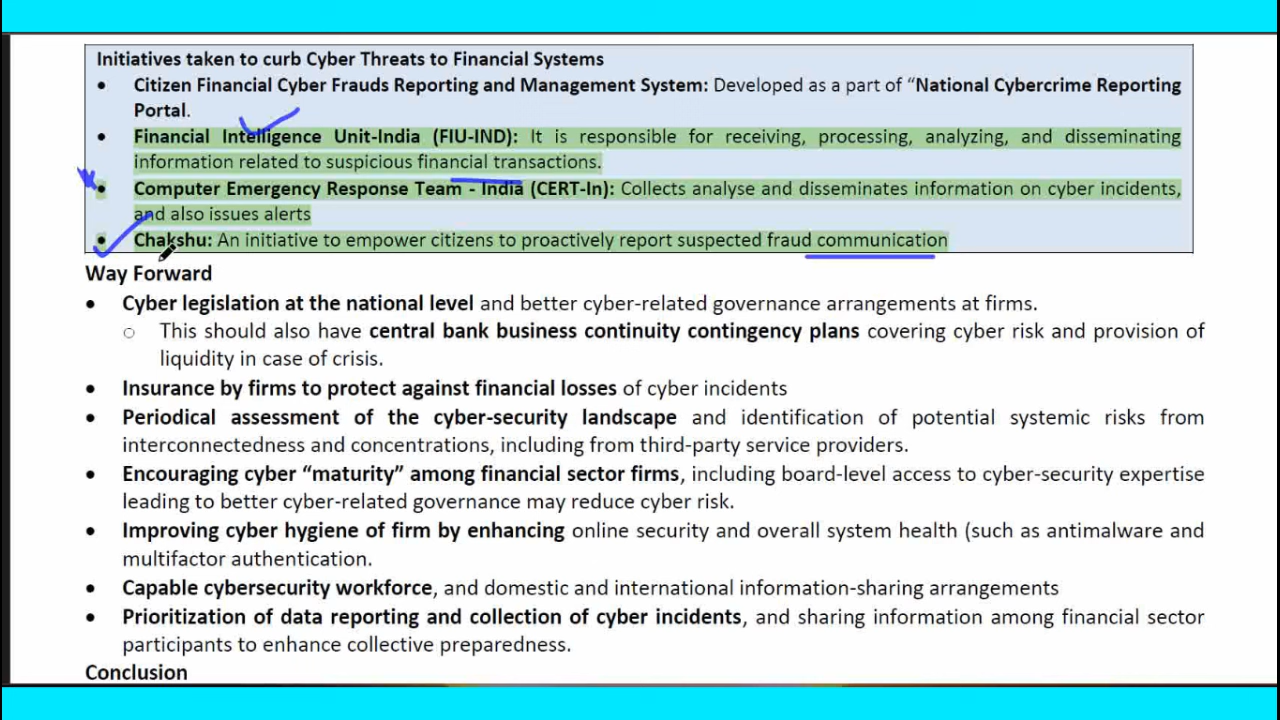 Initiatives taken to curb Cyber Threats to Financial Systems
• Citizen Financial Cyber Frauds Reporting and Management System: Developed as a part of “National Cybercrime Reporting
Portal.
• Financial Intelligence Unit-India (FIU-IND): It is responsible for receiving, processing, analyzing, and disseminating
information related to suspicious financial transactions.
• Computer Emergency Response Team - India (CERT-In): Collects analyse and disseminates information on cyber incidents,
and also issues alerts
• Chakshu: An initiative to empower citizens to proactively report suspected fraud communication
Way Forward
• Cyber legislation at the national level and better cyber-related governance arrangements at firms.
○ This should also have central bank business continuity contingency plans covering cyber risk and provision of
liquidity in case of crisis.
• Insurance by firms to protect against financial losses of cyber incidents
• Periodical assessment of the cyber-security landscape and identification of potential systemic risks from
interconnectedness and concentrations, including from third-party service providers.
• Encouraging cyber “maturity” among financial sector firms, including board-level access to cyber-security expertise
leading to better cyber-related governance may reduce cyber risk.
• Improving cyber hygiene of firm by enhancing online security and overall system health (such as antimalware and
multifactor authentication.
• Capable cybersecurity workforce, and domestic and international information-sharing arrangements
• Prioritization of data reporting and collection of cyber incidents, and sharing information among financial sector
participants to enhance collective preparedness.
Conclusion